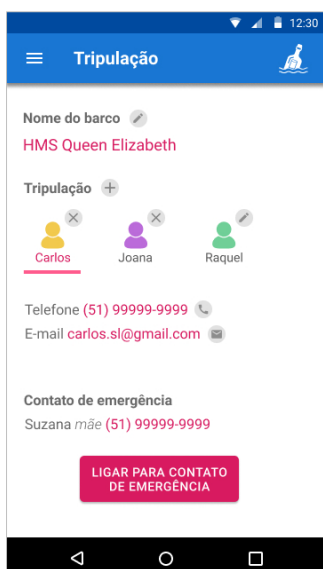 12:30
Tripulação
Nome do barco
HMS Queen Elizabeth
Tripulação
Carlos
Joana
Raquel
Telefone (51) 99999-9999
E-mail carlos.sl@gmail.com
Contato de emergência
Suzana mãe (51) 99999-9999
LIGAR PARA CONTATO
DE EMERGÊNCIA